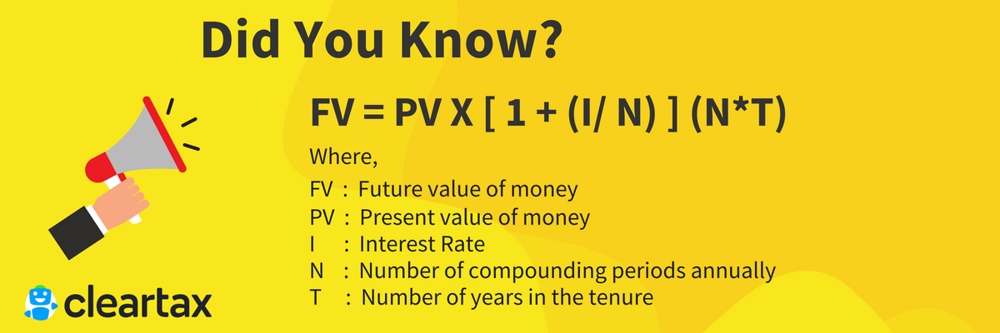 Did You Know?
FV = PV X [ 1 + (I/ N) ] (N*T)
Where,
FV : Future value of money
PV : Present value of money
I : Interest Rate
N : Number of compounding periods annually
T : Number of years in the tenure
cleartax